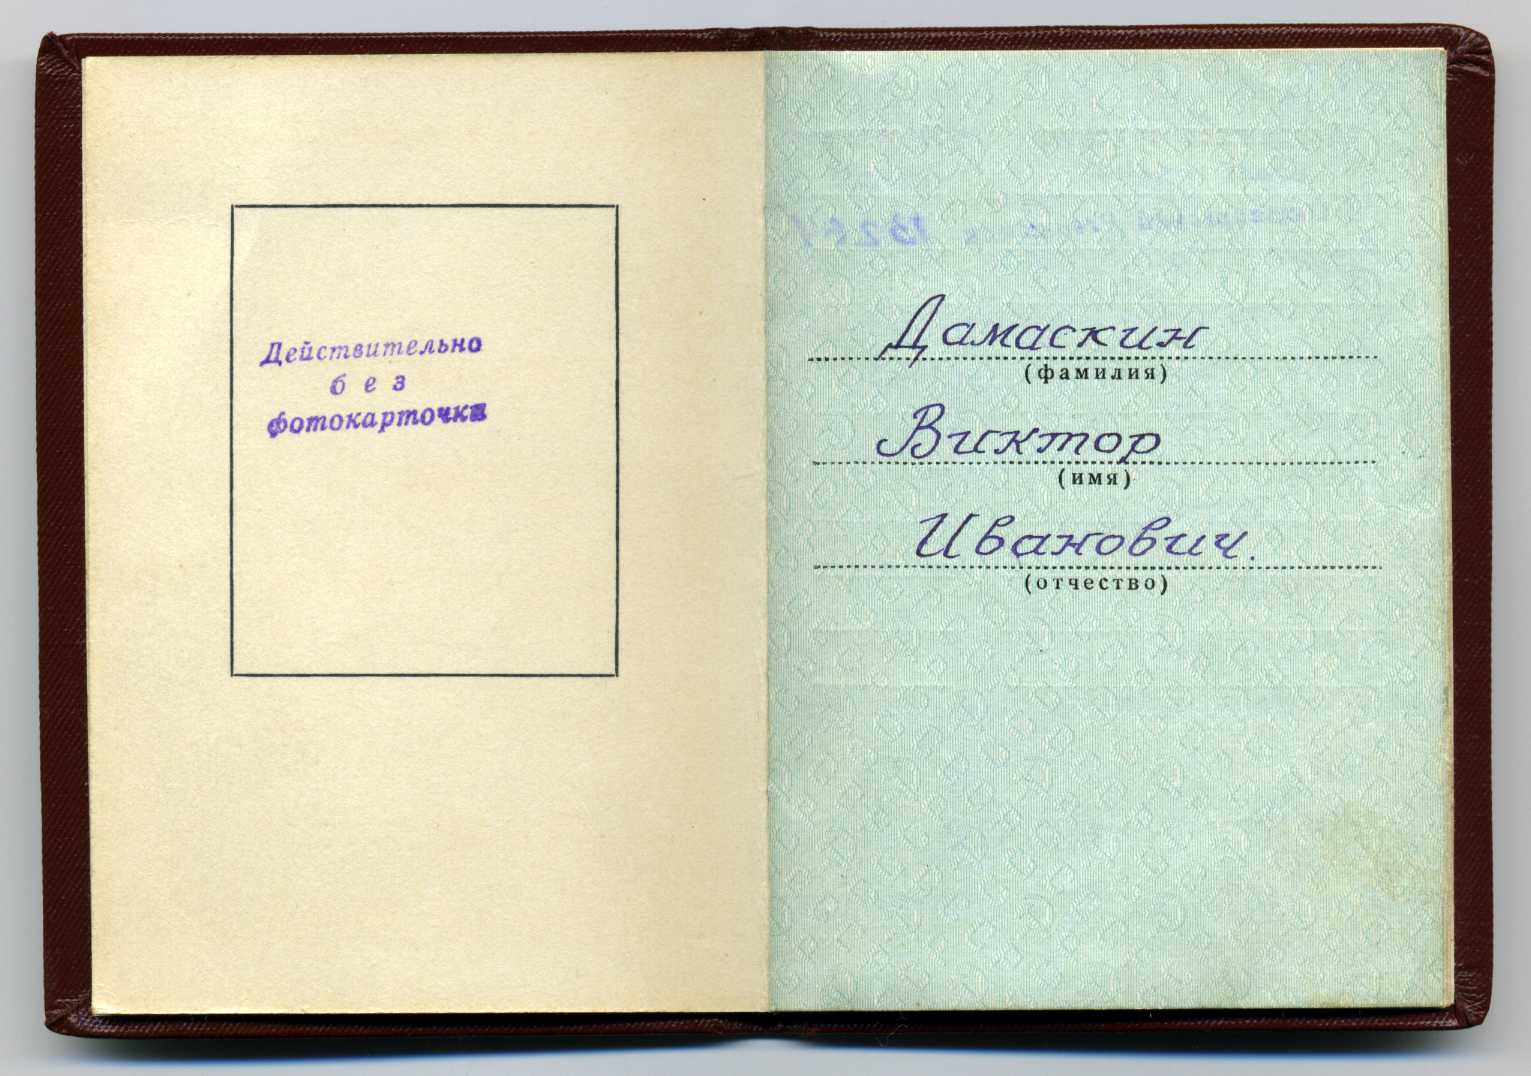 Действительно
без
фотокарточки
Дамаскин
(фамилия)
Виктор
(имя)
Иванович.
(отчество)